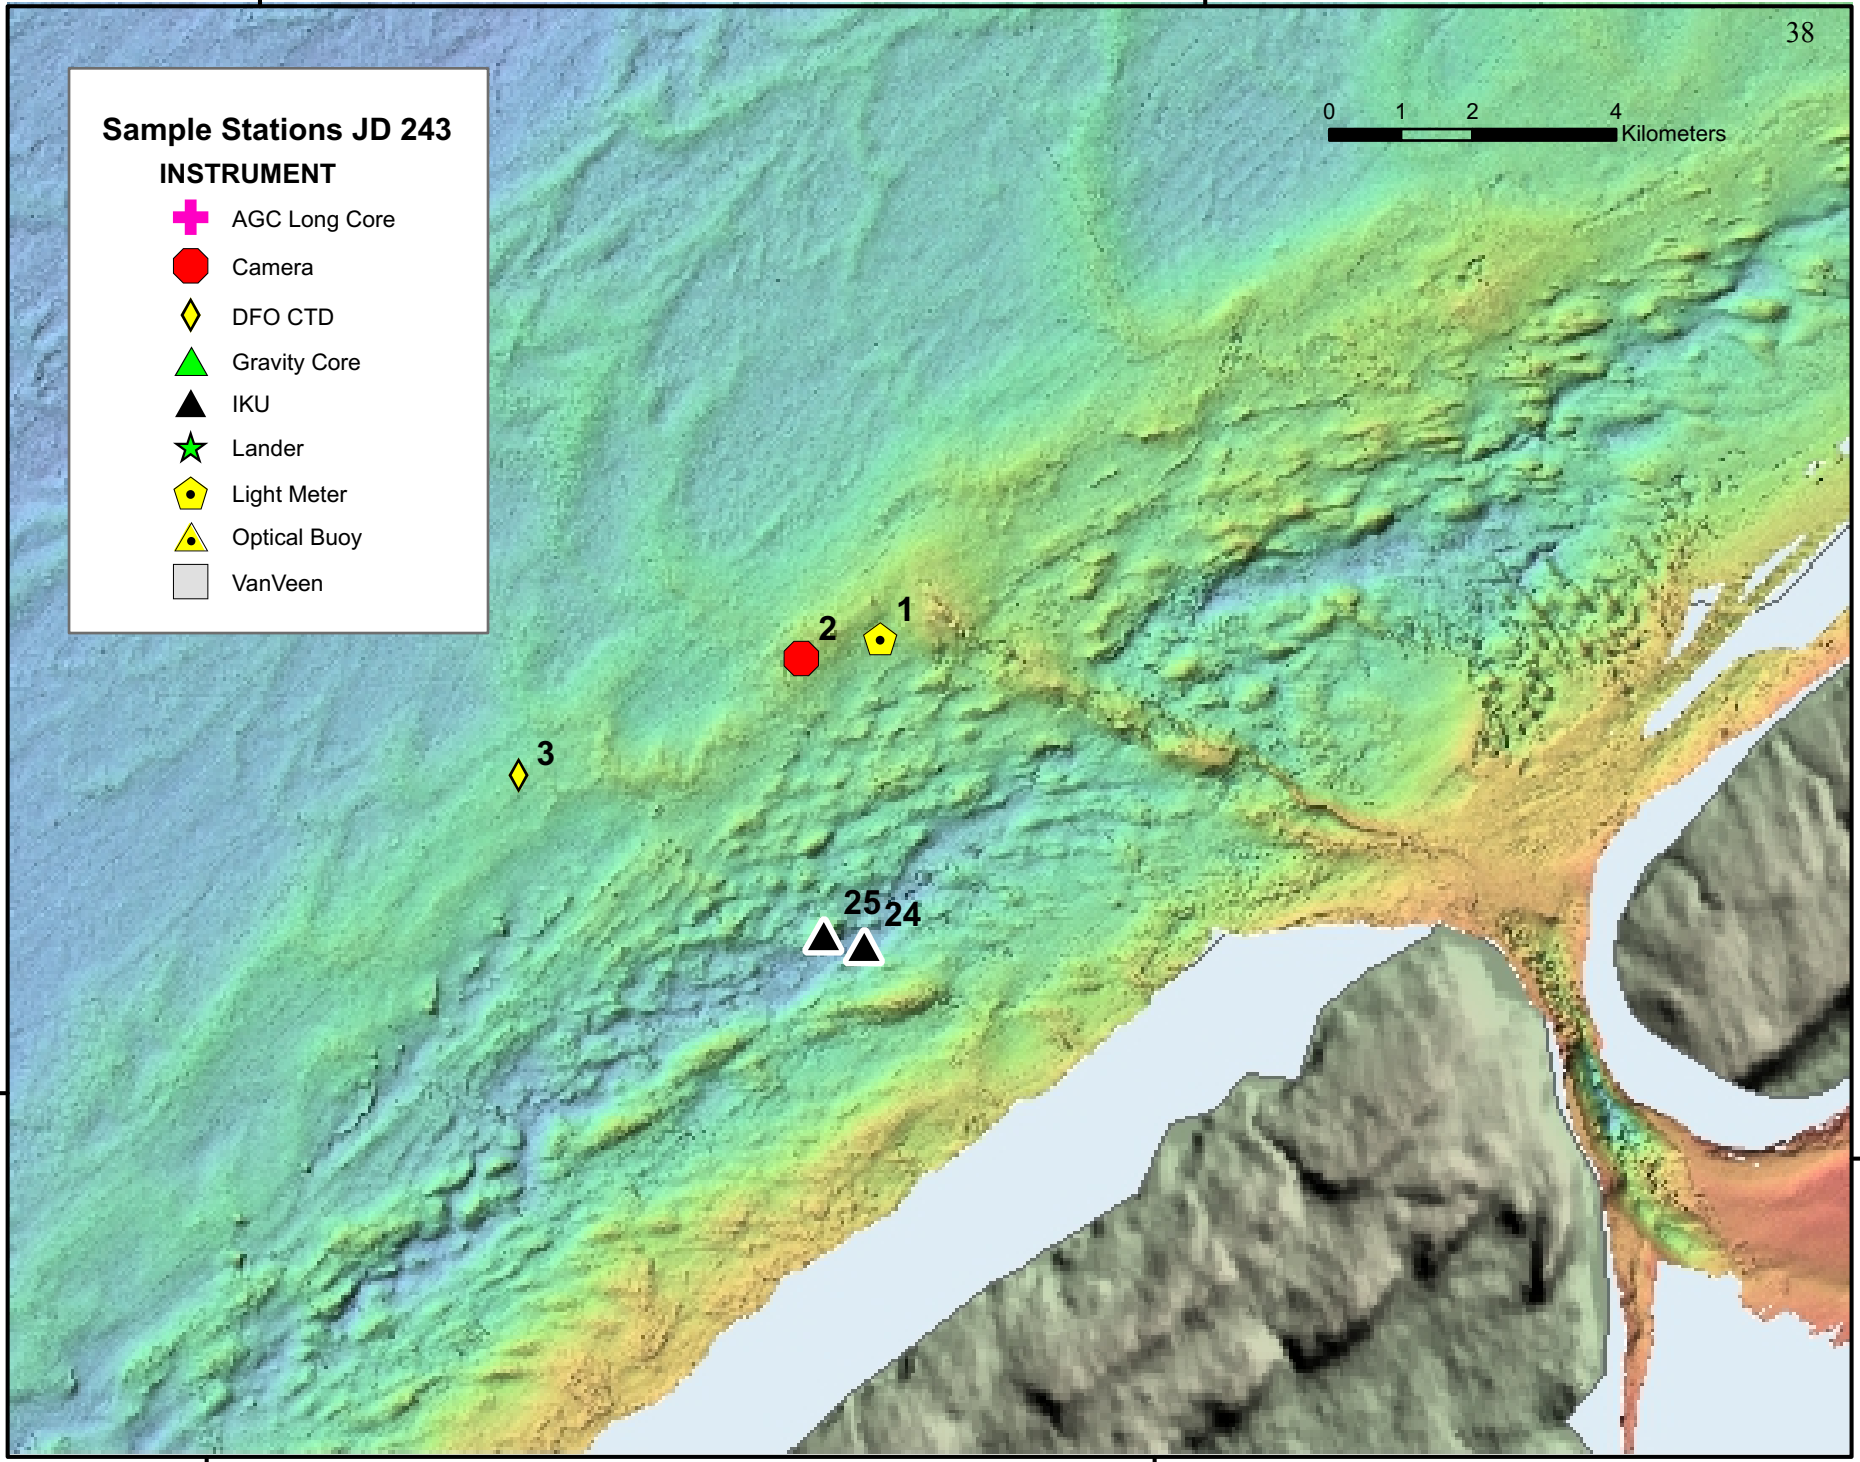 38
Sample Stations JD 243
INSTRUMENT
AGC Long Core
Camera
DFO CTD
Gravity Core
IKU
Lander
Light Meter
Optical Buoy
VanVeen
0 1 2 4
Kilometers
1
2
3
25
24